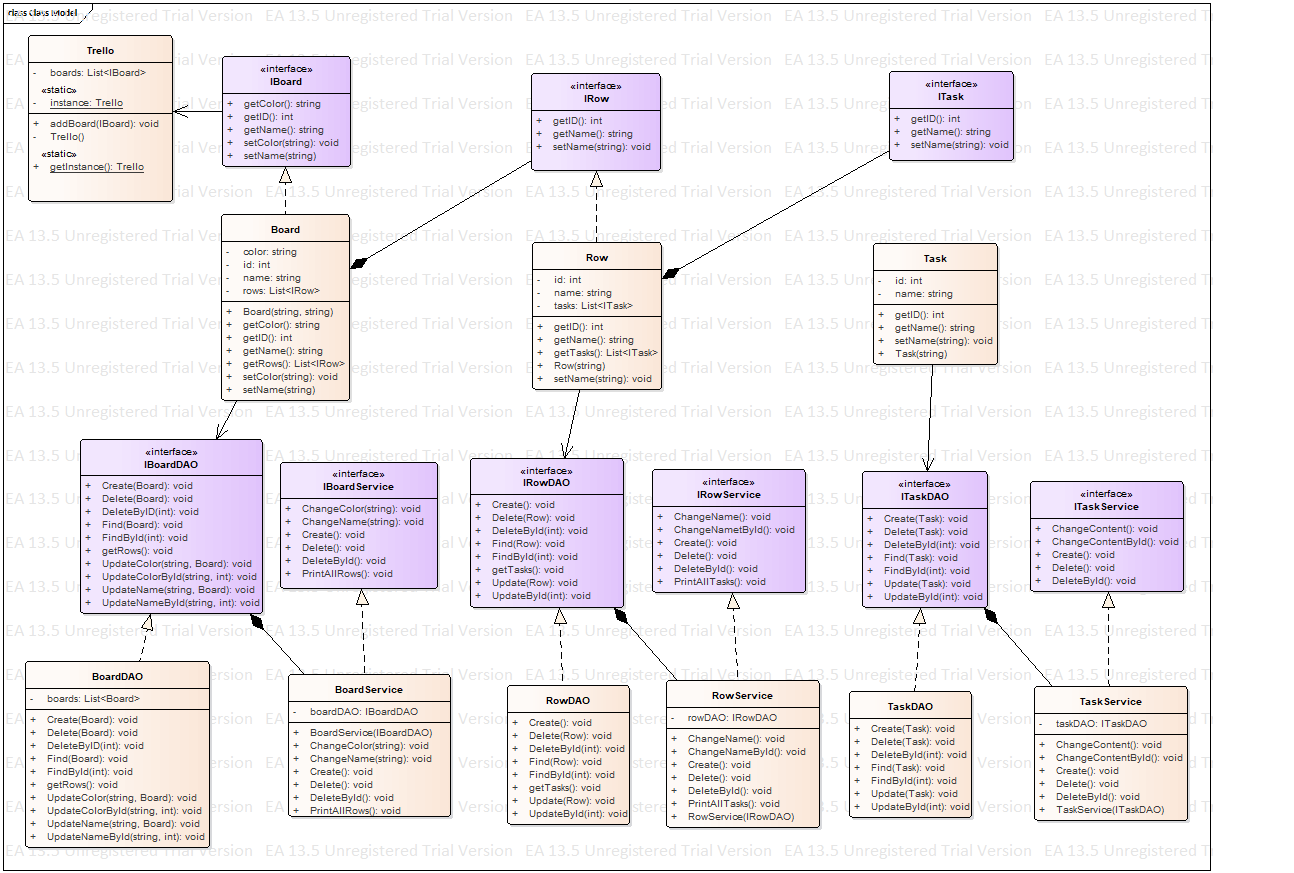 class Class Model
EA 13.5 Unregistered Trial Version
Trello
- boards: List<IBoard>
«static»
- instance: Trello
+ addBoard(IBoard): void
- Trello()
«static»
+ getInstance(): Trello
«interface»
IBoard
+ getColor(): string
+ getID(): int
+ getName(): string
+ setColor(string): void
+ setName(string)
«interface»
IRow
+ getID(): int
+ getName(): string
+ setName(string): void
«interface»
ITask
+ getID(): int
+ getName(): string
+ setName(string): void
Board
- color: string
- id: int
- name: string
- rows: List<IRow>
+ Board(string, string)
+ getColor(): string
+ getID(): int
+ getName(): string
+ getRows(): List<IRow>
+ setColor(string): void
+ setName(string)
Row
- id: int
- name: string
- tasks: List<ITask>
+ getID(): int
+ getName(): string
+ getTasks(): List<ITask>
+ Row(string)
+ setName(string): void
Task
- id: int
- name: string
+ getID(): int
+ getName(): string
+ setName(string): void
+ Task(string)
«interface»
IBoardDAO
+ Create(Board): void
+ Delete(Board): void
+ DeleteByID(int): void
+ Find(Board): void
+ FindById(int): void
+ getRows(): void
+ UpdateColor(string, Board): void
+ UpdateColorById(string, int): void
+ UpdateName(string, Board): void
+ UpdateNameById(string, int): void
«interface»
IBoardService
+ ChangeColor(string): void
+ ChangeName(string): void
+ Create(): void
+ Delete(): void
+ DeleteById(): void
+ PrintAllRows(): void
«interface»
IRowDAO
+ Create(): void
+ Delete(Row): void
+ DeleteById(int): void
+ Find(Row): void
+ FindById(int): void
+ getTasks(): void
+ Update(Row): void
+ UpdateById(int): void
«interface»
IRowService
+ ChangeName(): void
+ ChangeNametById(): void
+ Create(): void
+ Delete(): void
+ DeleteById(): void
+ PrintAllTasks(): void
«interface»
ITaskDAO
+ Create(Task): void
+ Delete(Task): void
+ DeleteById(int): void
+ Find(Task): void
+ FindById(int): void
+ Update(Task): void
+ UpdateById(int): void
«interface»
ITaskService
+ ChangeContent(): void
+ ChangeContentById(): void
+ Create(): void
+ Delete(): void
+ DeleteById(): void
BoardDAO
- boards: List<Board>
+ Create(Board): void
+ Delete(Board): void
+ DeleteByID(int): void
+ Find(Board): void
+ FindById(int): void
+ getRows(): void
+ UpdateColor(string, Board): void
+ UpdateColorById(string, int): void
+ UpdateName(string, Board): void
+ UpdateNameById(string, int): void
BoardService
- boardDAO: IBoardDAO
+ BoardService(IBoardDAO)
+ ChangeColor(string): void
+ ChangeName(string): void
+ Create(): void
+ Delete(): void
+ DeleteById(): void
+ PrintAllRows(): void
RowDAO
+ Create(): void
+ Delete(Row): void
+ DeleteById(int): void
+ Find(Row): void
+ FindById(int): void
+ getTasks(): void
+ Update(Row): void
+ UpdateById(int): void
RowService
- rowDAO: IRowDAO
+ ChangeName(): void
+ ChangeNameById(): void
+ Create(): void
+ Delete(): void
+ DeleteById(): void
+ PrintAllTasks(): void
+ RowService(IRowDAO)
TaskDAO
+ Create(Task): void
+ Delete(Task): void
+ DeleteById(int): void
+ Find(Task): void
+ FindById(int): void
+ Update(Task): void
+ UpdateById(int): void
TaskService
- taskDAO: ITaskDAO
+ ChangeContent(): void
+ ChangeContentById(): void
+ Create(): void
+ Delete(): void
+ DeleteById(): void
+ TaskService(ITaskDAO)